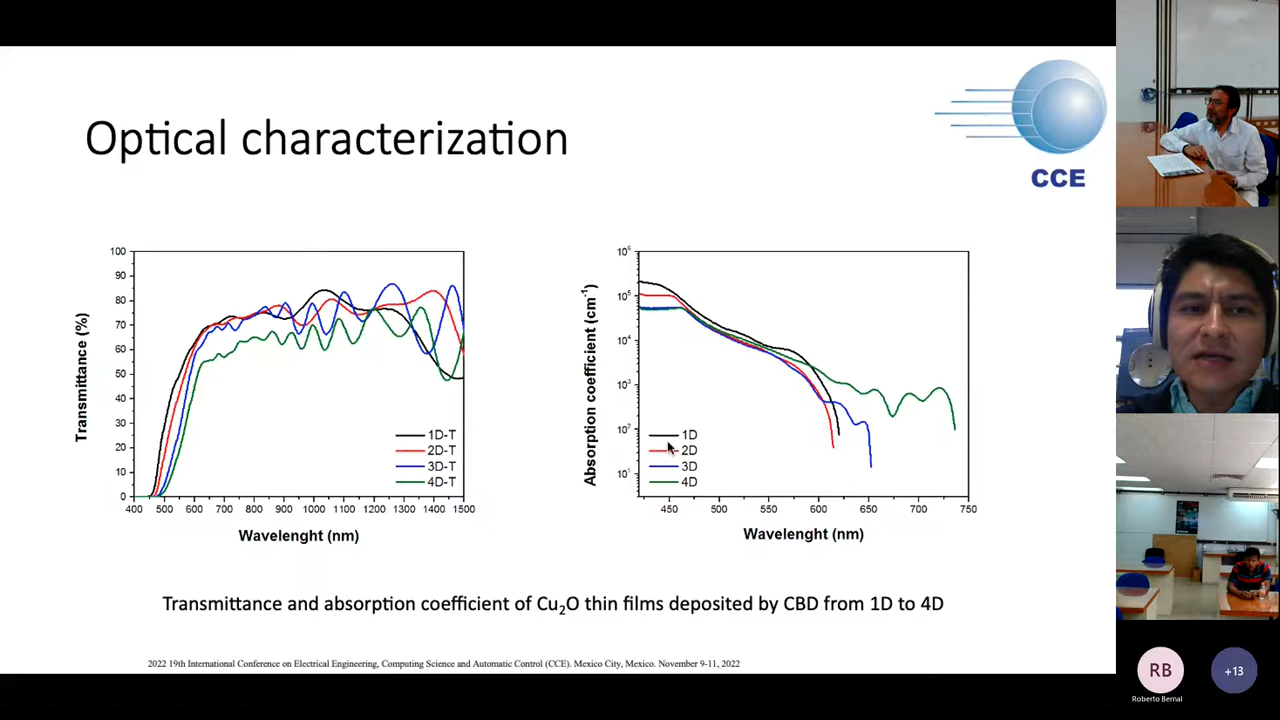 Optical characterization
CCE
Transmittance (%)
100
90
80
70
60
50
40
30
20
10
0
1D-T
2D-T
3D-T
4D-T
400 500 600 700 800 900 1000 1100 1200 1300 1400 1500
Wavelenght (nm)
Absorption coefficient (cm⁻¹)
10⁶
10⁵
10⁴
10³
10²
10¹
1D
2D
3D
4D
450 500 550 600 650 700 750
Wavelenght (nm)
Transmittance and absorption coefficient of Cu₂O thin films deposited by CBD from 1D to 4D
2022 19th International Conference on Electrical Engineering, Computing Science and Automatic Control (CCE). Mexico City, Mexico. November 9-11, 2022
RB
Roberto Bernal
+13